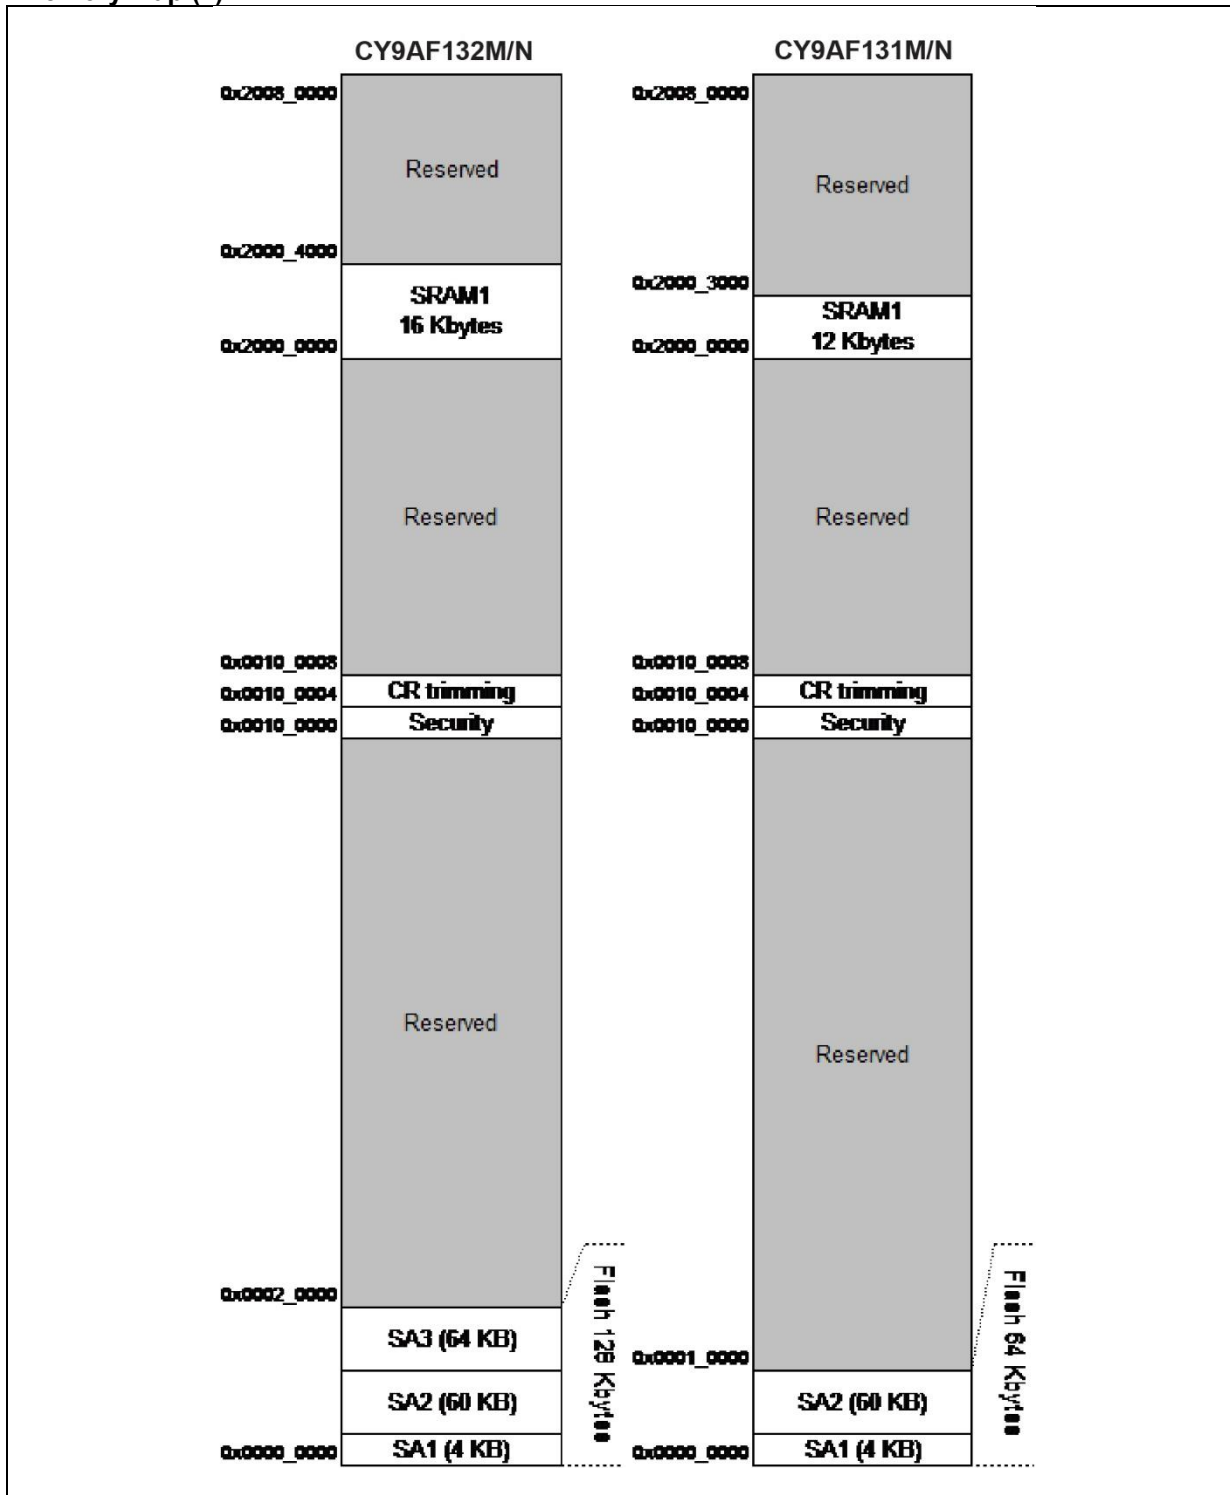 CY9AF132M/N
0x2008_0000
Reserved
0x2000_4000
SRAM1
16 Kbytes
0x2000_0000
Reserved
0x0010_0008
0x0010_0004
CR trimming
0x0010_0000
Security
Reserved
0x0002_0000
SA3 (64 KB)
SA2 (60 KB)
0x0000_0000
SA1 (4 KB)
Flash 128 Kbytes
CY9AF131M/N
0x2008_0000
Reserved
0x2000_3000
SRAM1
12 Kbytes
0x2000_0000
Reserved
0x0010_0008
0x0010_0004
CR trimming
0x0010_0000
Security
Reserved
0x0001_0000
SA2 (60 KB)
0x0000_0000
SA1 (4 KB)
Flash 64 Kbytes